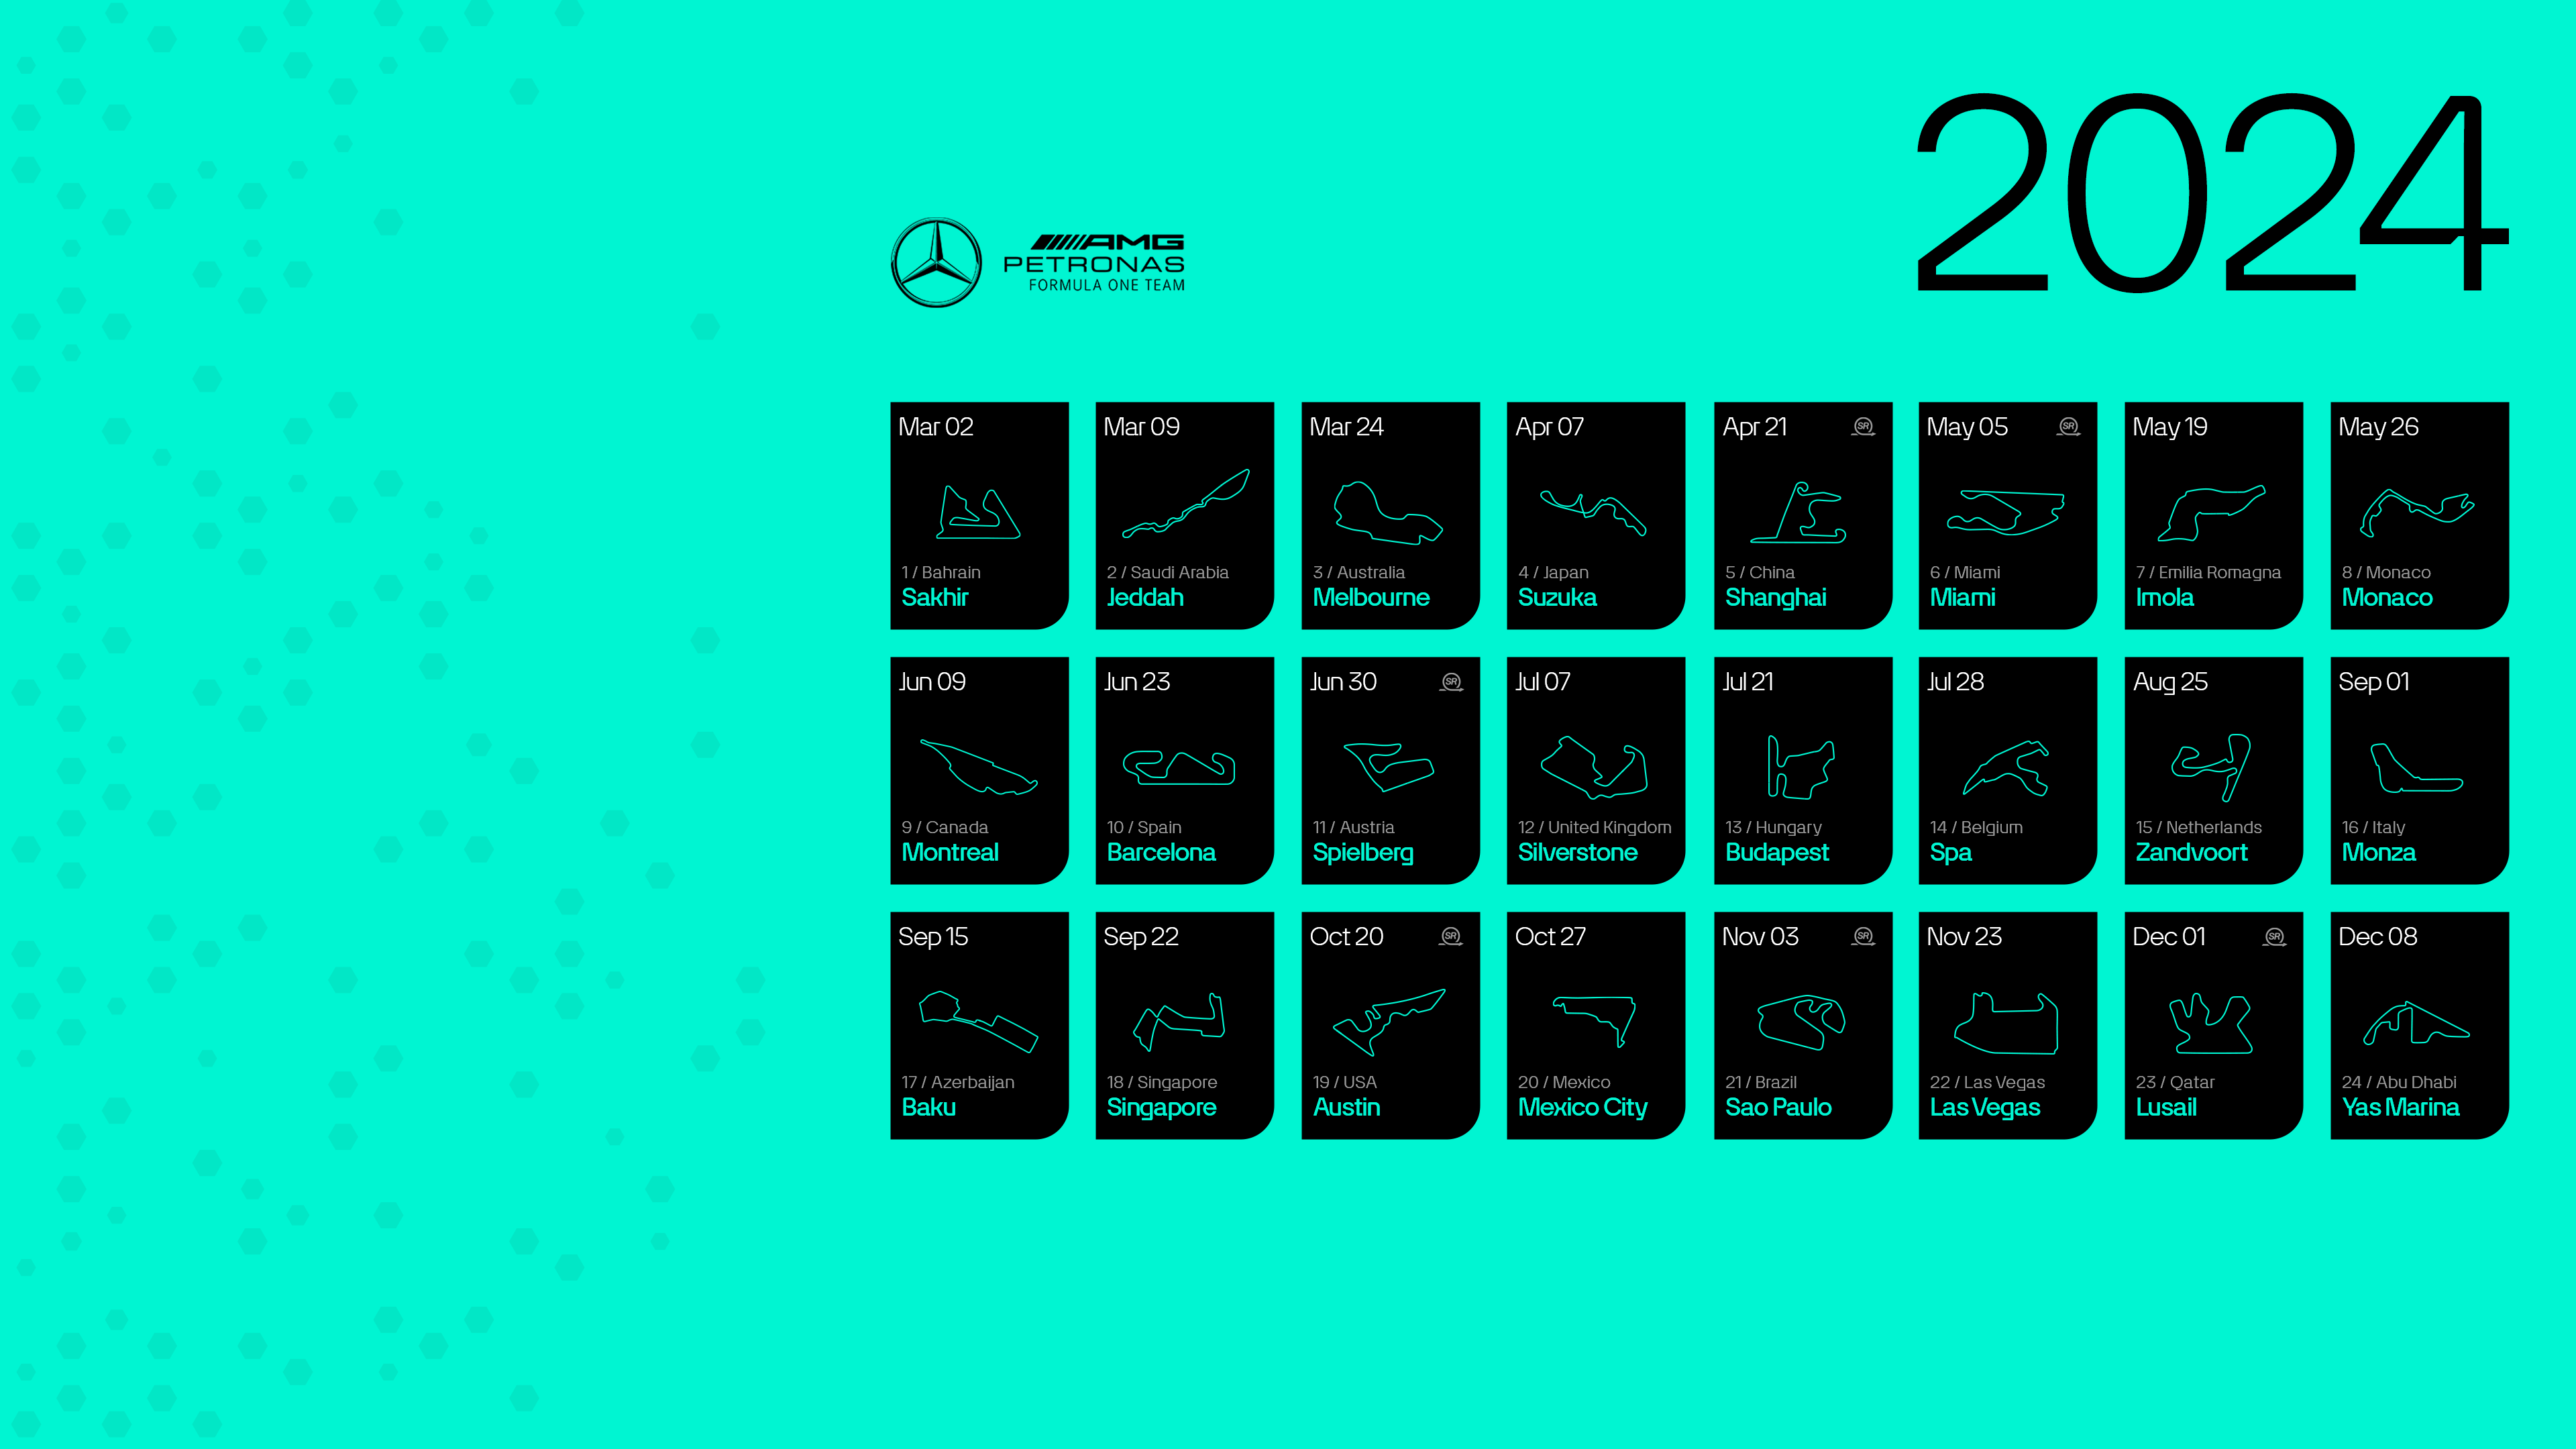 2024
AMG
PETRONAS
FORMULA ONE TEAM
Mar 02
1 / Bahrain
Sakhir
Mar 09
2 / Saudi Arabia
Jeddah
Mar 24
3 / Australia
Melbourne
Apr 07
4 / Japan
Suzuka
Apr 21
SR
5 / China
Shanghai
May 05
SR
6 / Miami
Miami
May 19
7 / Emilia Romagna
Imola
May 26
8 / Monaco
Monaco
Jun 09
9 / Canada
Montreal
Jun 23
10 / Spain
Barcelona
Jun 30
SR
11 / Austria
Spielberg
Jul 07
12 / United Kingdom
Silverstone
Jul 21
13 / Hungary
Budapest
Jul 28
14 / Belgium
Spa
Aug 25
15 / Netherlands
Zandvoort
Sep 01
16 / Italy
Monza
Sep 15
17 / Azerbaijan
Baku
Sep 22
18 / Singapore
Singapore
Oct 20
SR
19 / USA
Austin
Oct 27
20 / Mexico
Mexico City
Nov 03
SR
21 / Brazil
Sao Paulo
Nov 23
22 / Las Vegas
Las Vegas
Dec 01
SR
23 / Qatar
Lusail
Dec 08
24 / Abu Dhabi
Yas Marina